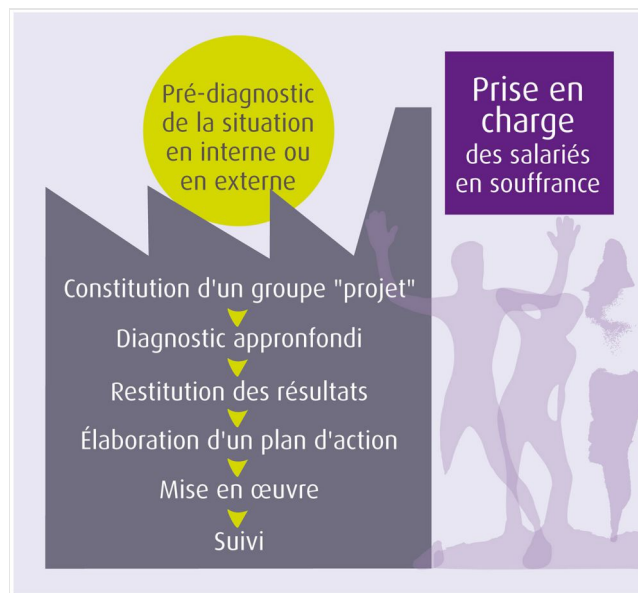 Pré-diagnostic
de la situation
en interne ou
en externe
Prise en
charge
des salariés
en souffrance
Constitution d'un groupe "projet"
Diagnostic appronfondi
Restitution des résultats
Élaboration d'un plan d'action
Mise en œuvre
Suivi